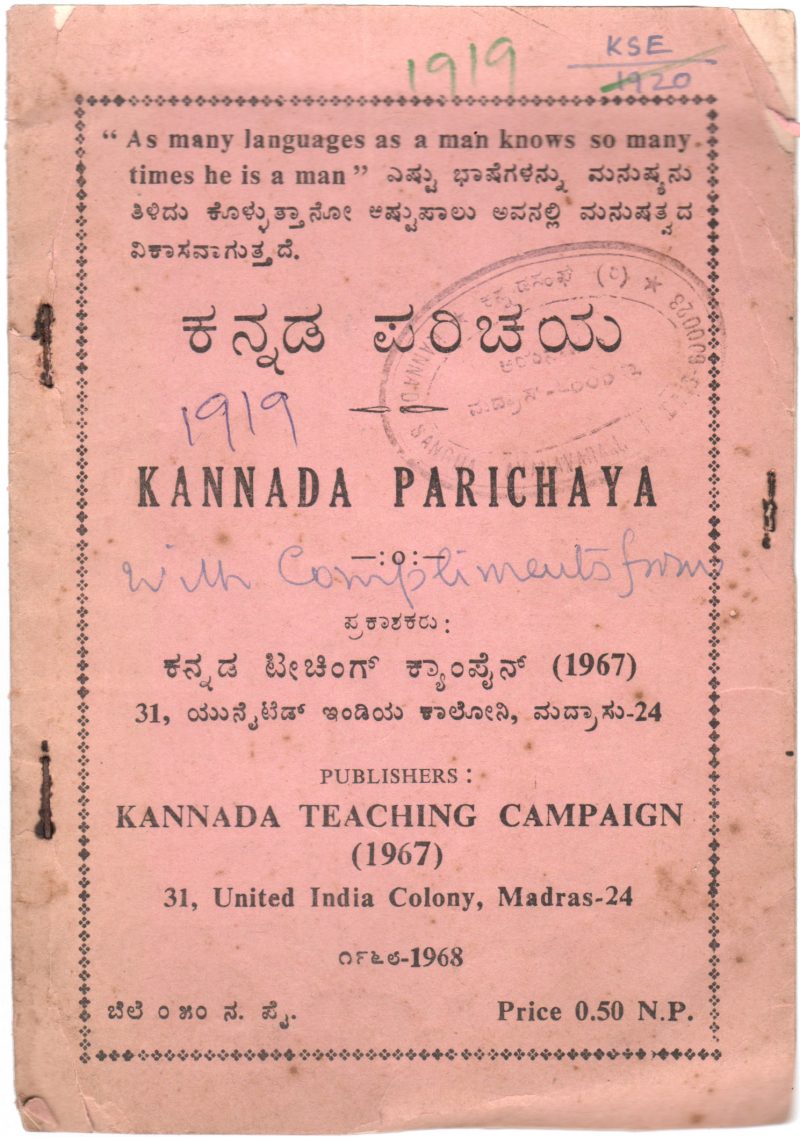 1919
KSE
1920
“ As many languages as a man knows so many
times he is a man ” ಎಷ್ಟು ಭಾಷೆಗಳನ್ನು ಮನುಷ್ಯನು
ತಿಳಿದು ಕೊಳ್ಳುತ್ತಾನೋ ಆಷ್ಟುಪಾಲು ಅವನಲ್ಲಿ ಮನುಷತ್ವದ
ವಿಕಾಸವಾಗುತ್ತದೆ.
★ ಕನ್ನಡಸಂಘ (ರಿ) ★
ಕನ್ನಡ ಪರಿಚಯ
1919
KANNADA PARICHAYA
—:o:—
with Compliments from
ಪ್ರಕಾಶಕರು :
ಕನ್ನಡ ಟೀಚಿಂಗ್ ಕ್ಯಾಂಪೈನ್ (1967)
31, ಯುನೈಟೆಡ್ ಇಂಡಿಯ ಕಾಲೋನಿ, ಮದ್ರಾಸು-24
PUBLISHERS :
KANNADA TEACHING CAMPAIGN
(1967)
31, United India Colony, Madras-24
೧೯೬೮-1968
ಬೆಲೆ ೦ ೫೦ ನ. ಪೈ.
Price 0.50 N.P.